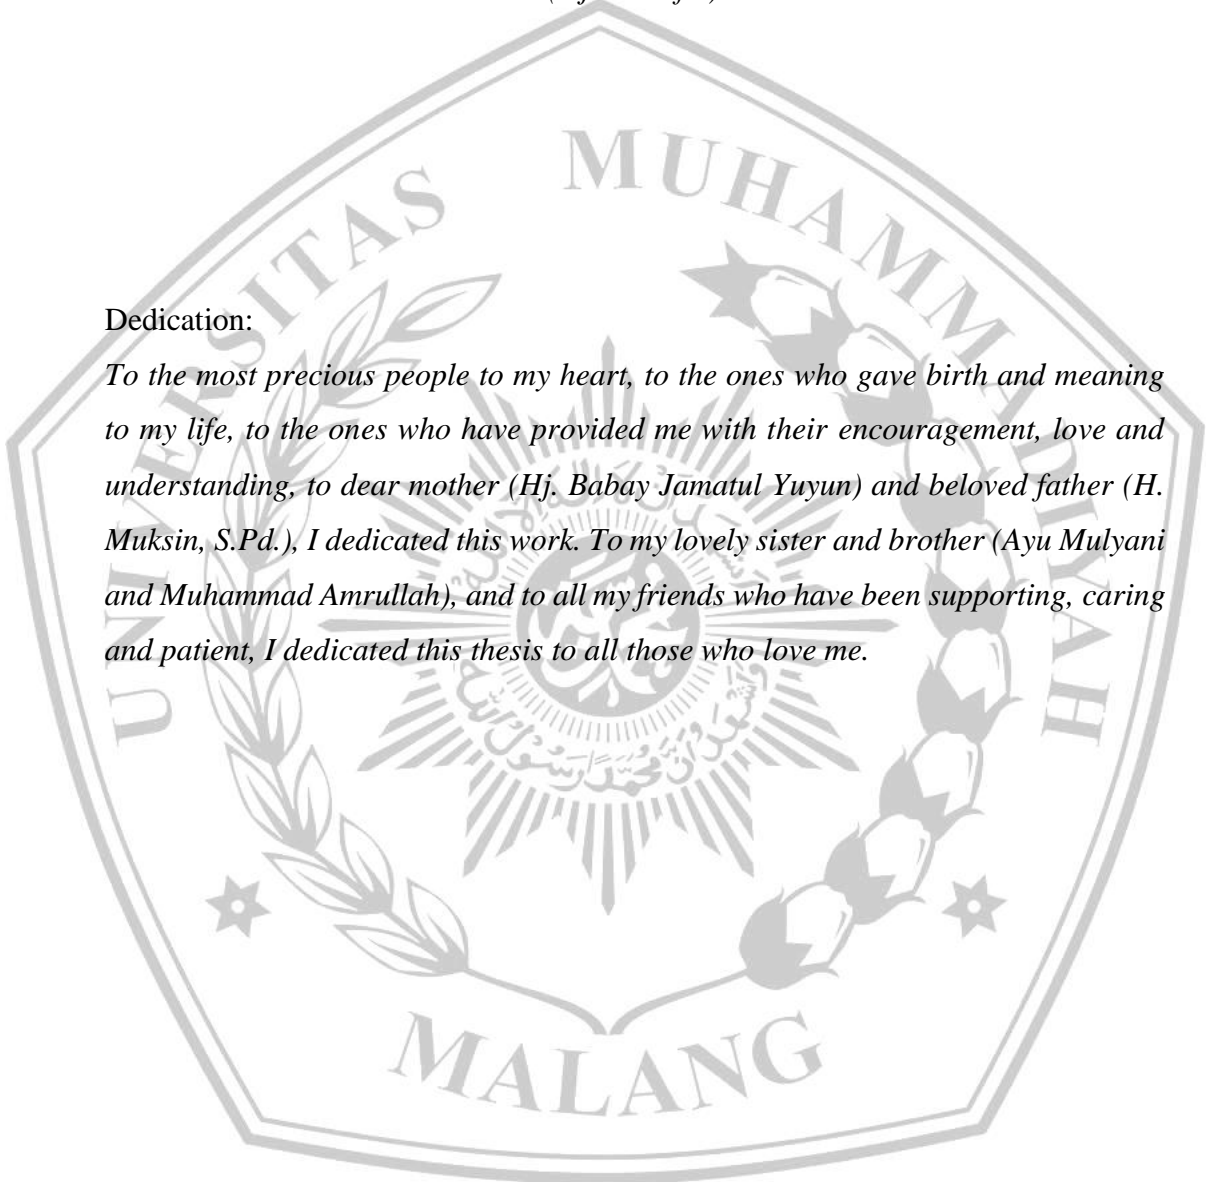 UNIVERSITAS MUHAMMADIYAH
MALANG
Dedication:
To the most precious people to my heart, to the ones who gave birth and meaning
to my life, to the ones who have provided me with their encouragement, love and
understanding, to dear mother (Hj. Babay Jamatul Yuyun) and beloved father (H.
Muksin, S.Pd.), I dedicated this work. To my lovely sister and brother (Ayu Mulyani
and Muhammad Amrullah), and to all my friends who have been supporting, caring
and patient, I dedicated this thesis to all those who love me.